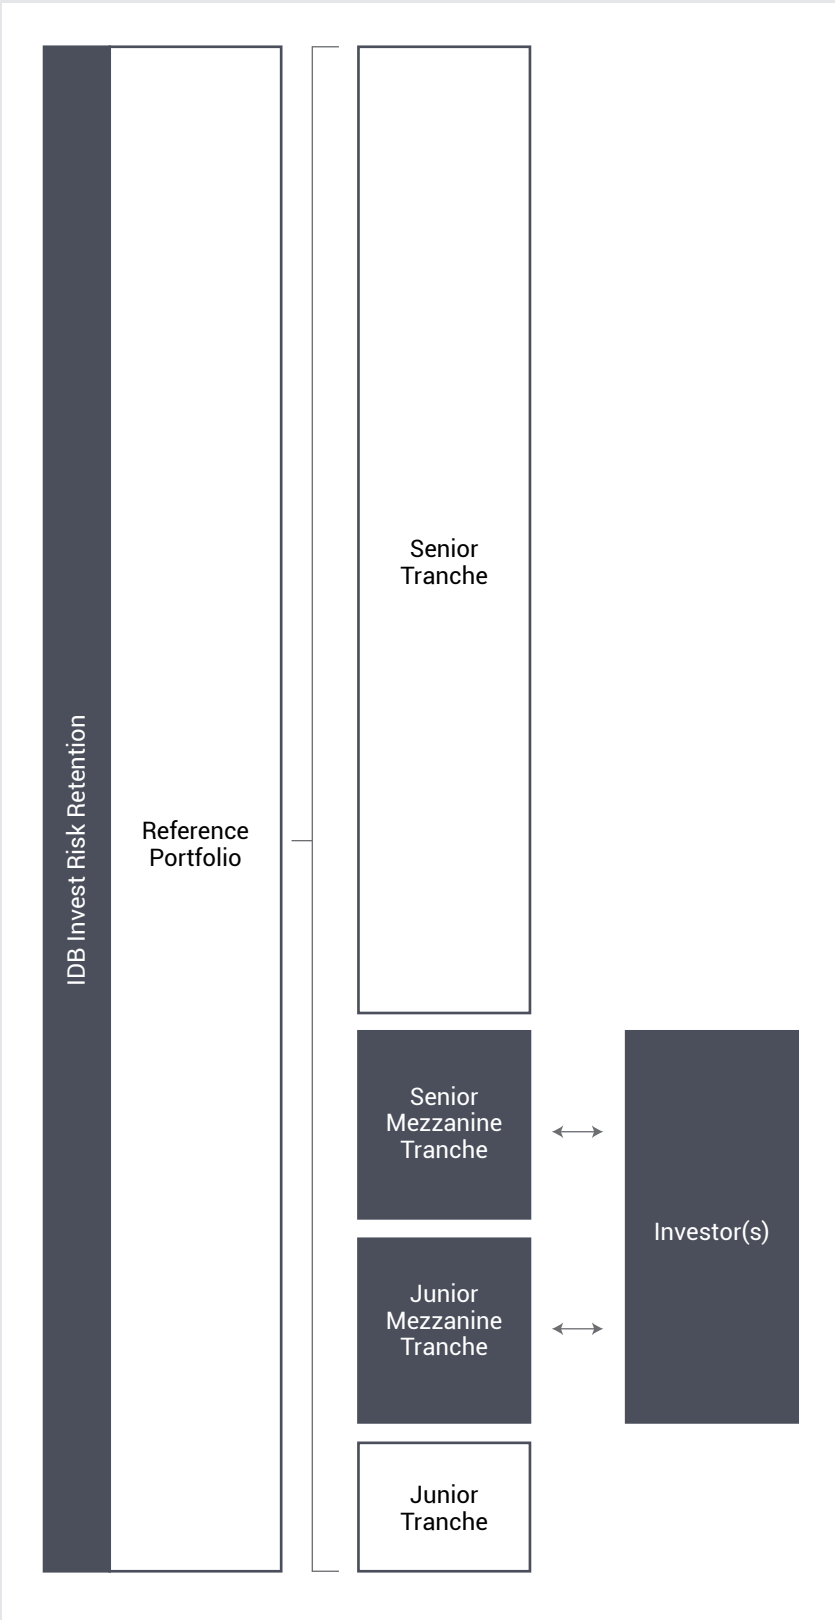 IDB Invest Risk Retention
Reference
Portfolio
Senior
Tranche
Senior
Mezzanine
Tranche
Junior
Mezzanine
Tranche
Junior
Tranche
Investor(s)